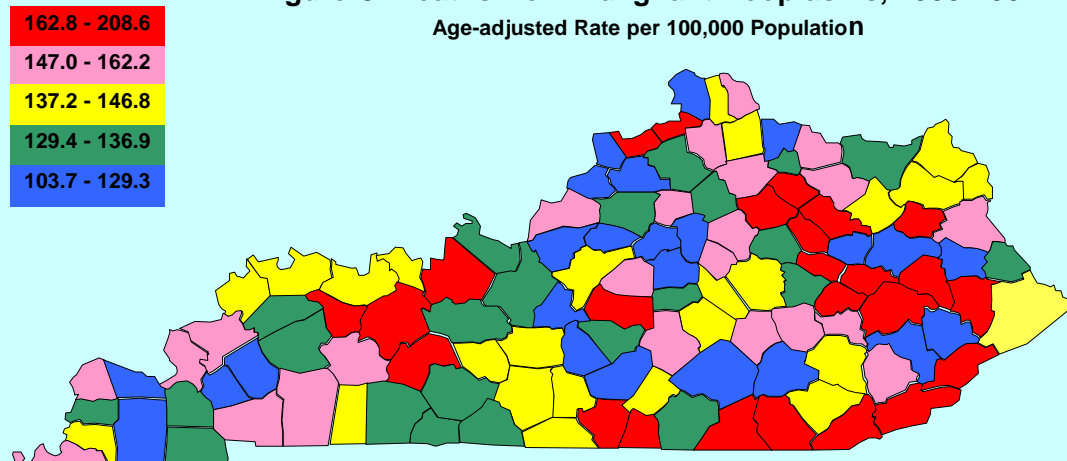 Age-adjusted Rate per 100,000 Population
162.8 - 208.6
147.0 - 162.2
137.2 - 146.8
129.4 - 136.9
103.7 - 129.3